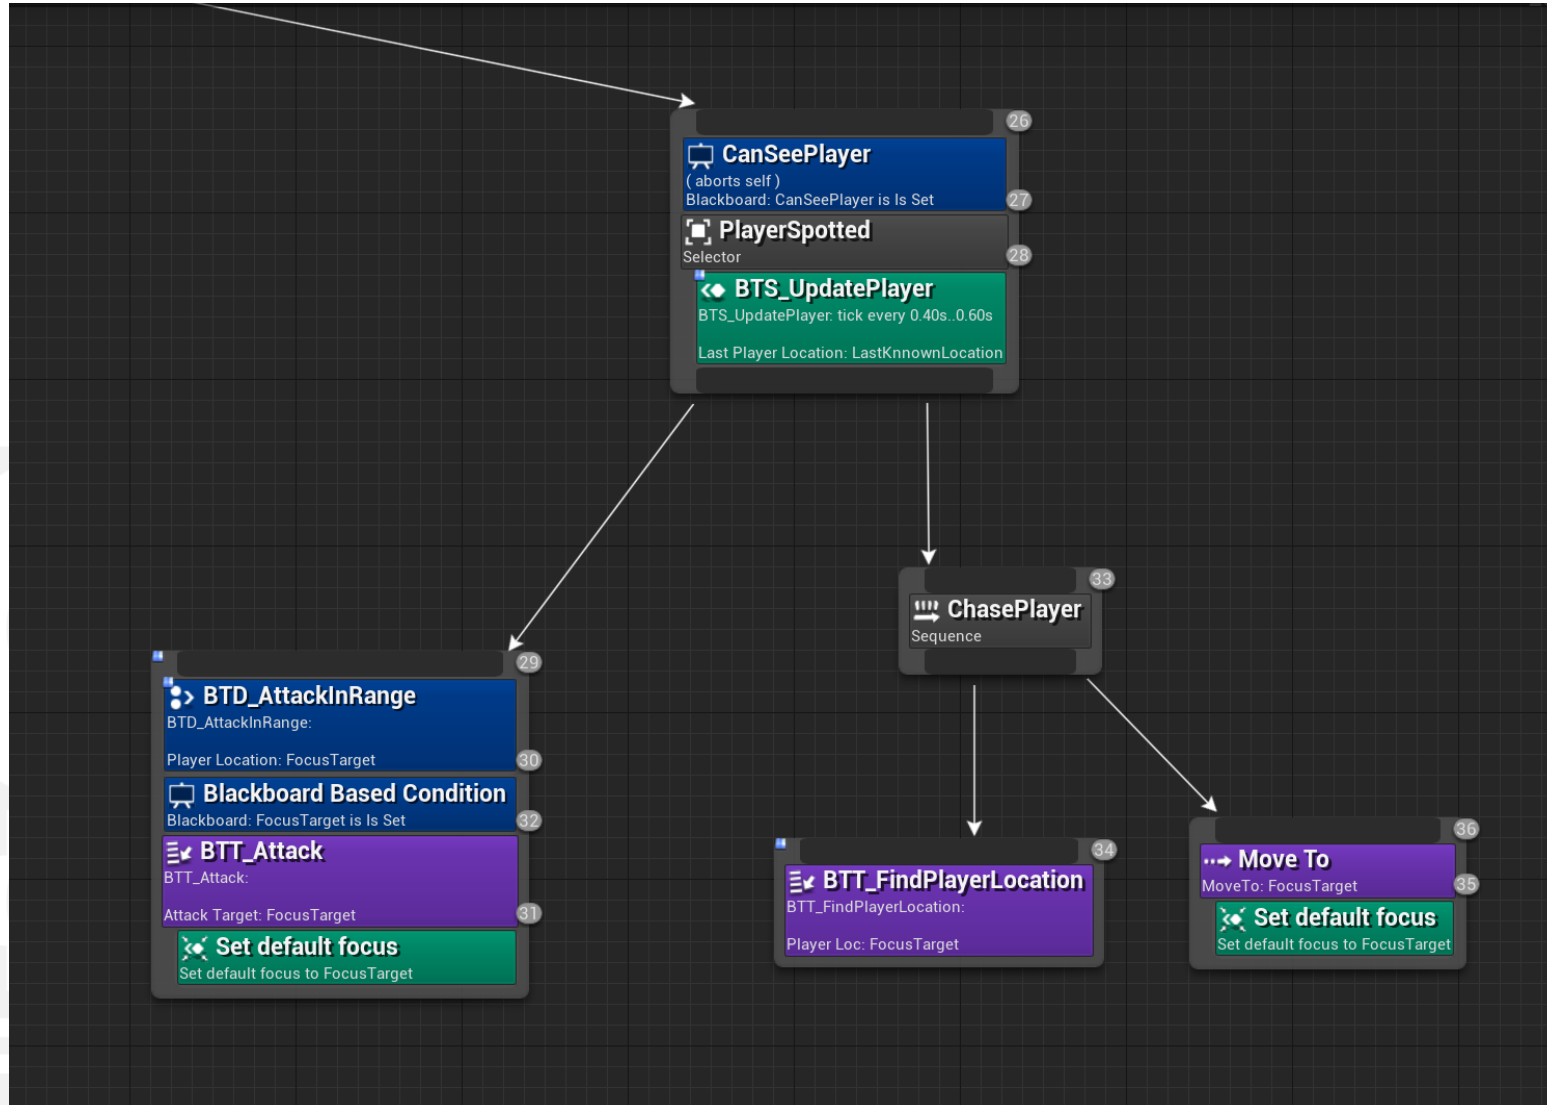 26
CanSeePlayer
( aborts self )
Blackboard: CanSeePlayer is Is Set
27
PlayerSpotted
Selector
28
BTS_UpdatePlayer
BTS_UpdatePlayer: tick every 0.40s..0.60s
Last Player Location: LastKnnownLocation
29
BTD_AttackInRange
BTD_AttackInRange:
Player Location: FocusTarget
30
Blackboard Based Condition
Blackboard: FocusTarget is Is Set
32
BTT_Attack
BTT_Attack:
Attack Target: FocusTarget
31
Set default focus
Set default focus to FocusTarget
33
ChasePlayer
Sequence
34
BTT_FindPlayerLocation
BTT_FindPlayerLocation:
Player Loc: FocusTarget
36
Move To
MoveTo: FocusTarget
35
Set default focus
Set default focus to FocusTarget